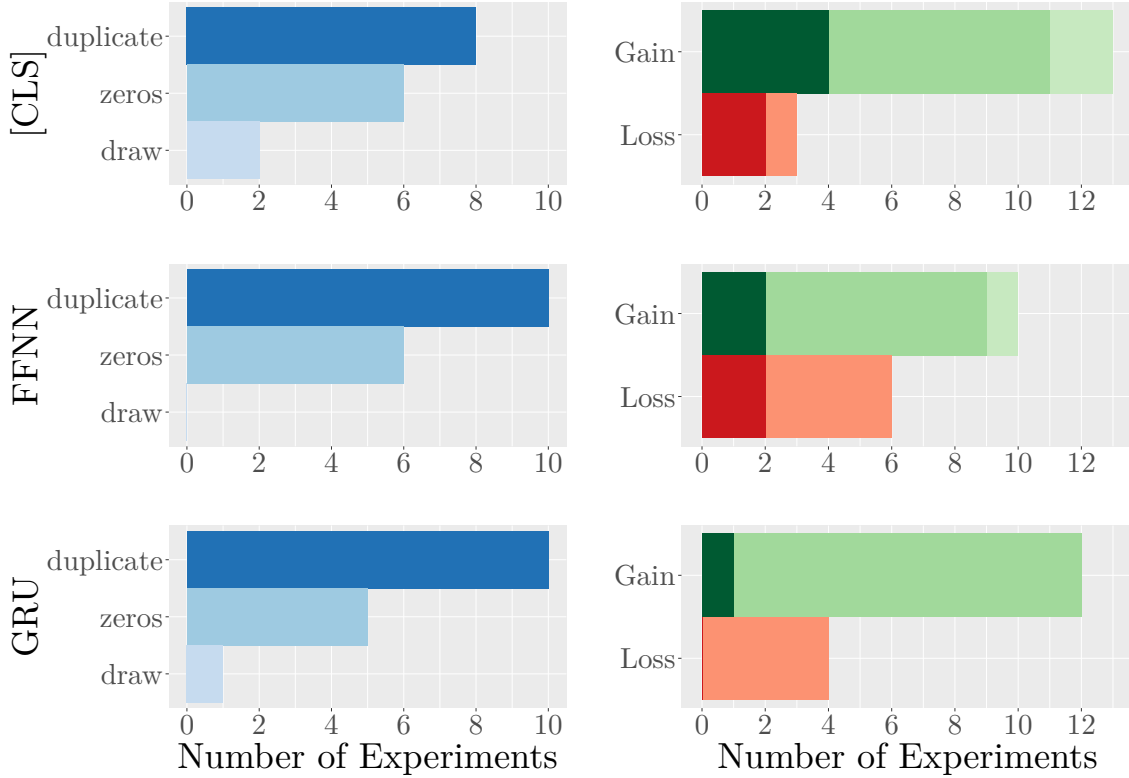 [CLS]
duplicate
zeros
draw
0 2 4 6 8 10
Gain
Loss
0 2 4 6 8 10 12
FFNN
duplicate
zeros
draw
0 2 4 6 8 10
Gain
Loss
0 2 4 6 8 10 12
GRU
duplicate
zeros
draw
0 2 4 6 8 10
Number of Experiments
Gain
Loss
0 2 4 6 8 10 12
Number of Experiments